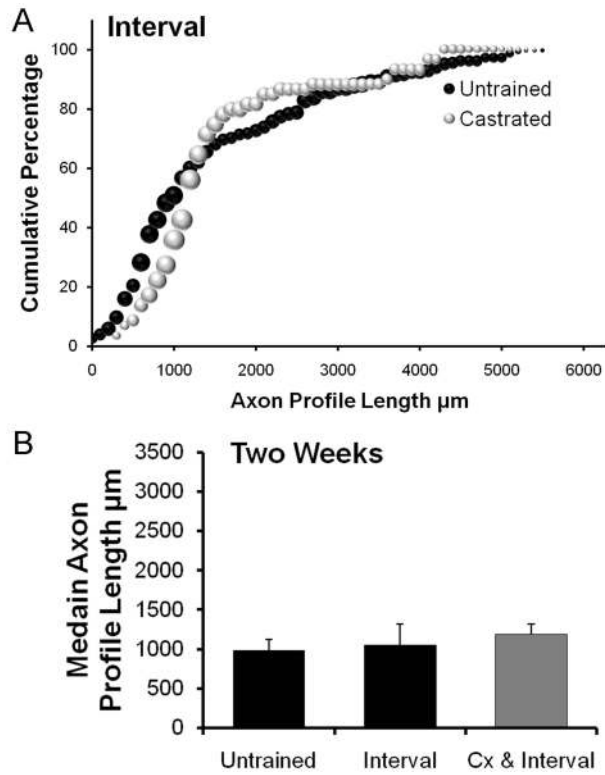 A
Interval
Cumulative Percentage
100
80
60
40
20
0
Untrained
Castrated
0 1000 2000 3000 4000 5000 6000
Axon Profile Length µm
B
Two Weeks
Medain Axon
Profile Length µm
3500
3000
2500
2000
1500
1000
500
0
Untrained Interval Cx & Interval